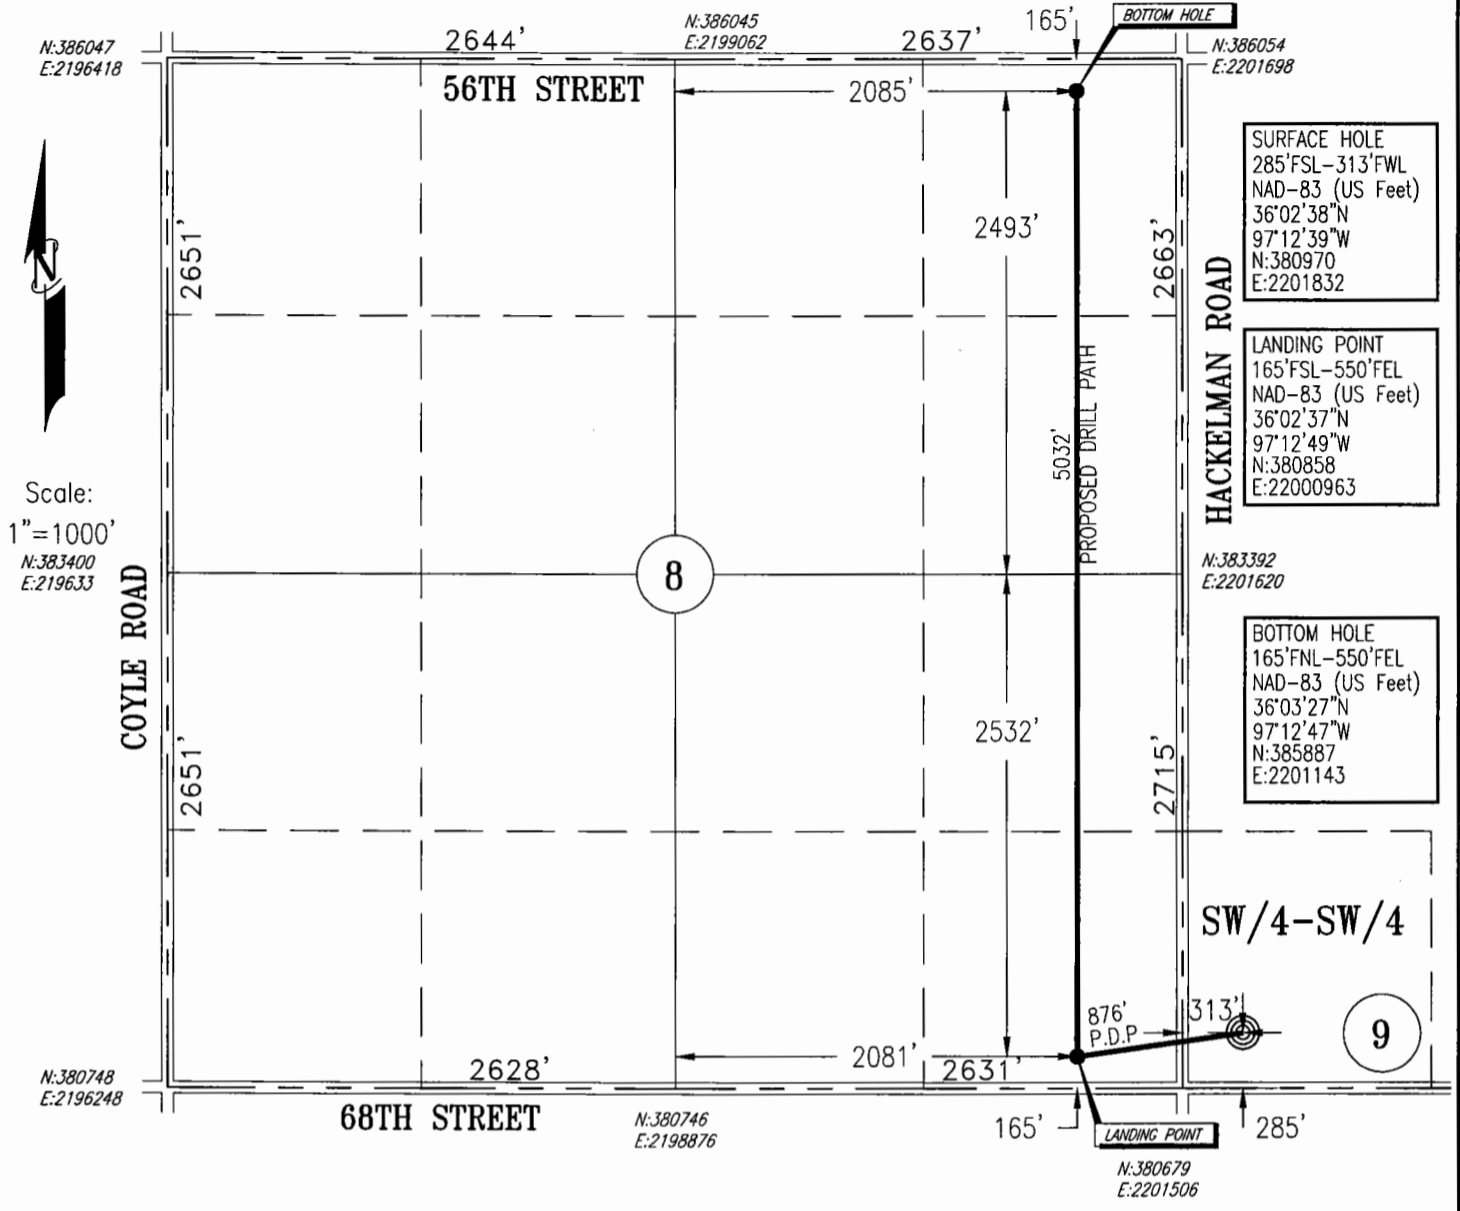 N:386047
E:2196418
2644'
N:386045
E:2199062
2637'
165'
BOTTOM HOLE
N:386054
E:2201698
56TH STREET
2085'
SURFACE HOLE
285'FSL-313'FWL
NAD-83 (US Feet)
36°02'38"N
97°12'39"W
N:380970
E:2201832
2651'
2493'
2663'
HACKELMAN ROAD
N
LANDING POINT
165'FSL-550'FEL
NAD-83 (US Feet)
36°02'37"N
97°12'49"W
N:380858
E:22000963
5032'
PROPOSED DRILL PATH
Scale:
1"=1000'
N:383400
E:219633
8
N:383392
E:2201620
COYLE ROAD
BOTTOM HOLE
165'FNL-550'FEL
NAD-83 (US Feet)
36°03'27"N
97°12'47"W
N:385887
E:2201143
2651'
2532'
2715'
SW/4-SW/4
876'
P.D.P
313'
9
2081'
2628'
2631'
N:380748
E:2196248
68TH STREET
N:380746
E:2198876
165'
LANDING POINT
285'
N:380679
E:2201506